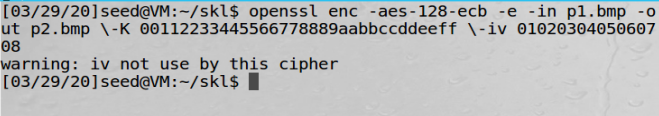 [03/29/20]seed@VM:~/skl$ openssl enc -aes-128-ecb -e -in p1.bmp -o
ut p2.bmp \-K 00112233445566778889aabbccddeeff \-iv 01020304050607
08
warning: iv not use by this cipher
[03/29/20]seed@VM:~/skl$